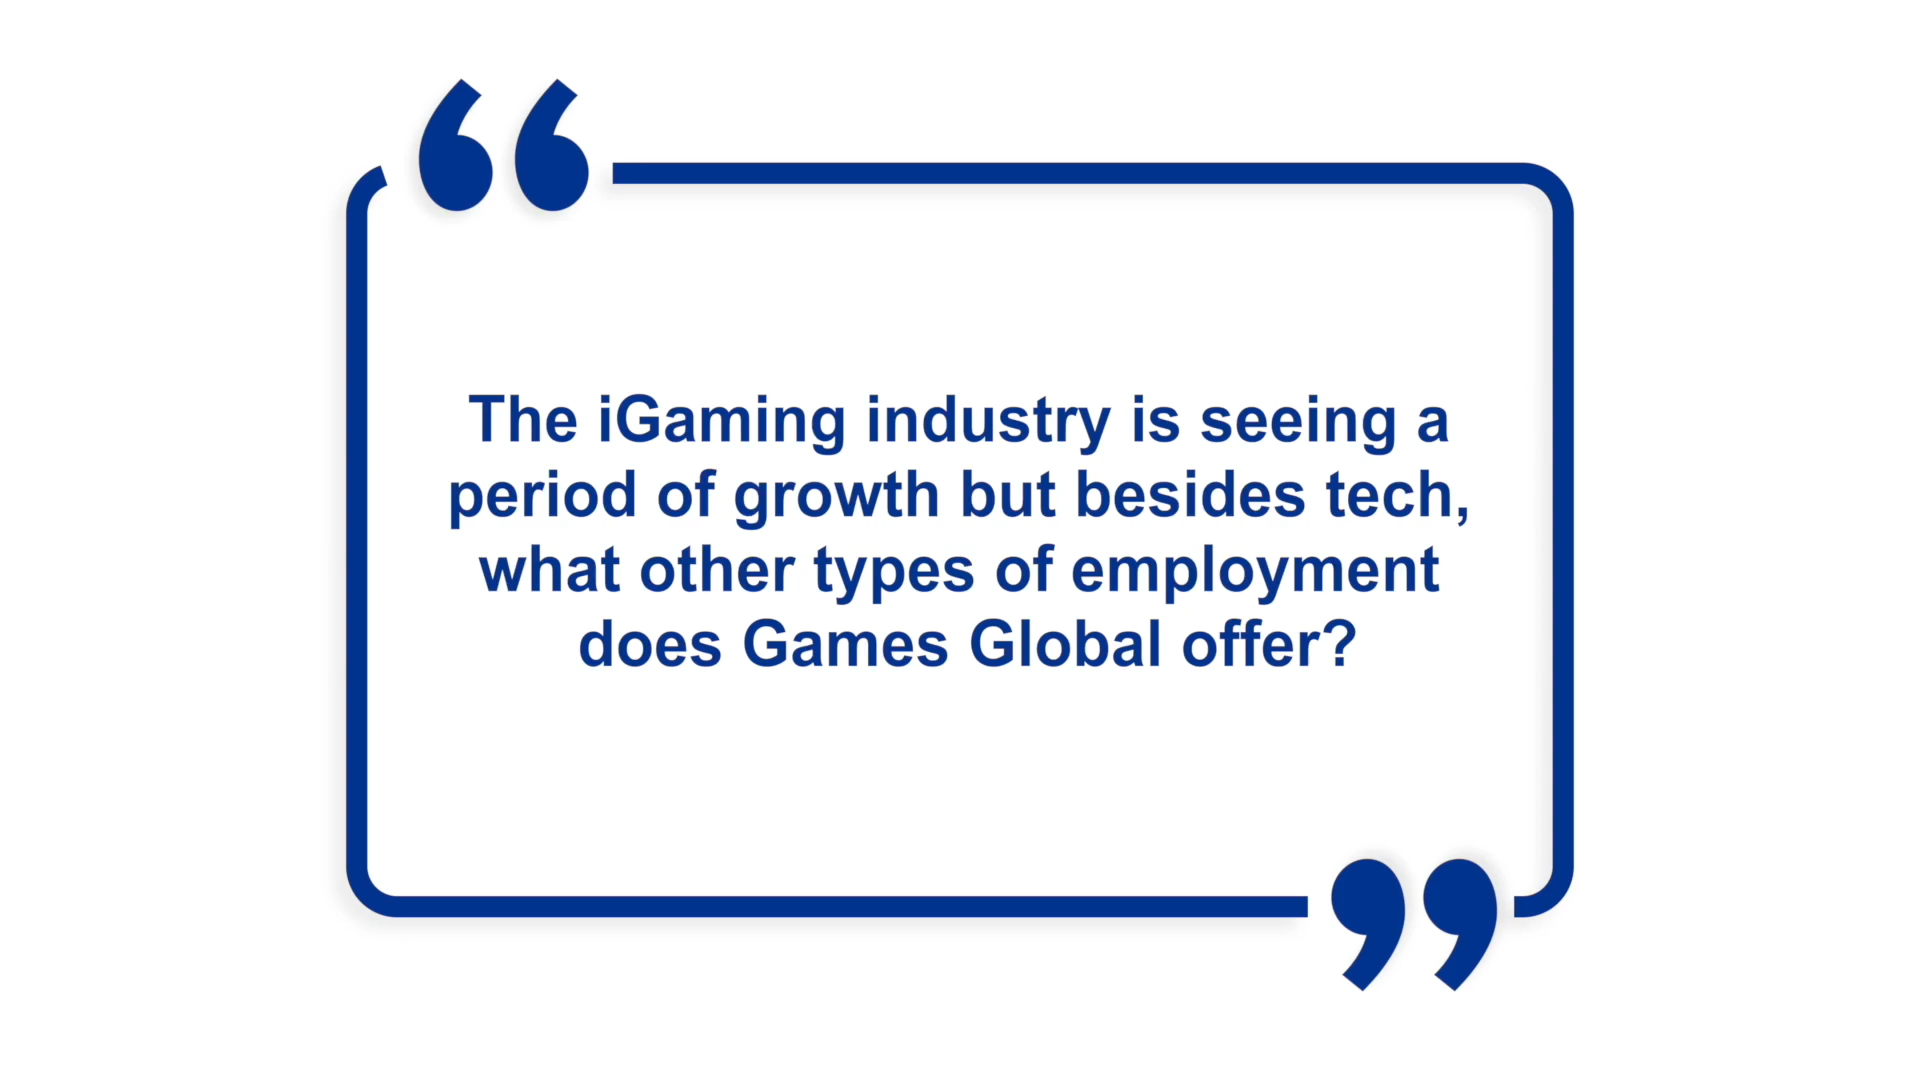 The iGaming industry is seeing a
period of growth but besides tech,
what other types of employment
does Games Global offer?